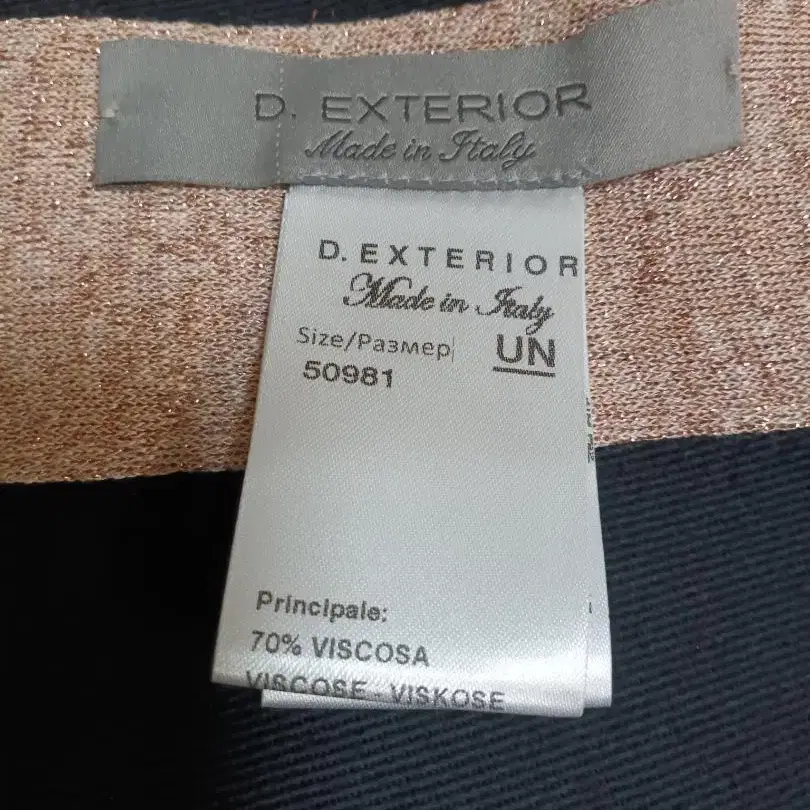 D. EXTERIOR
Made in Italy
D. EXTERIOR
Made in Italy
Size/Размер UN
50981
Principale:
70% VISCOSA
VISCOSE - VISKOSE